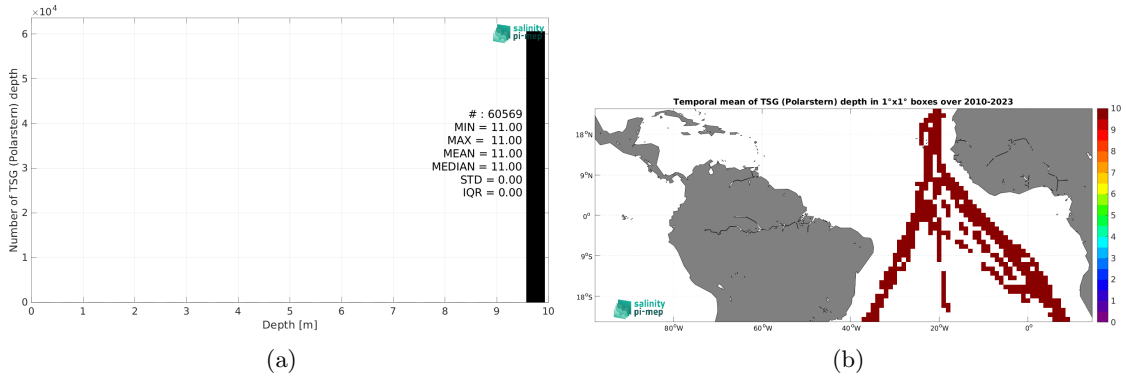 ×10⁴
6
5
4
3
2
1
0
Number of TSG (Polarstern) depth
salinity
pi-mep
# : 60569
MIN = 11.00
MAX = 11.00
MEAN = 11.00
MEDIAN = 11.00
STD = 0.00
IQR = 0.00
0 1 2 3 4 5 6 7 8 9 10
Depth [m]
(a)
Temporal mean of TSG (Polarstern) depth in 1°x1° boxes over 2010-2023
18°N
9°N
0°
9°S
18°S
80°W 60°W 40°W 20°W 0°
salinity
pi-mep
10
9
8
7
6
5
4
3
2
1
0
(b)